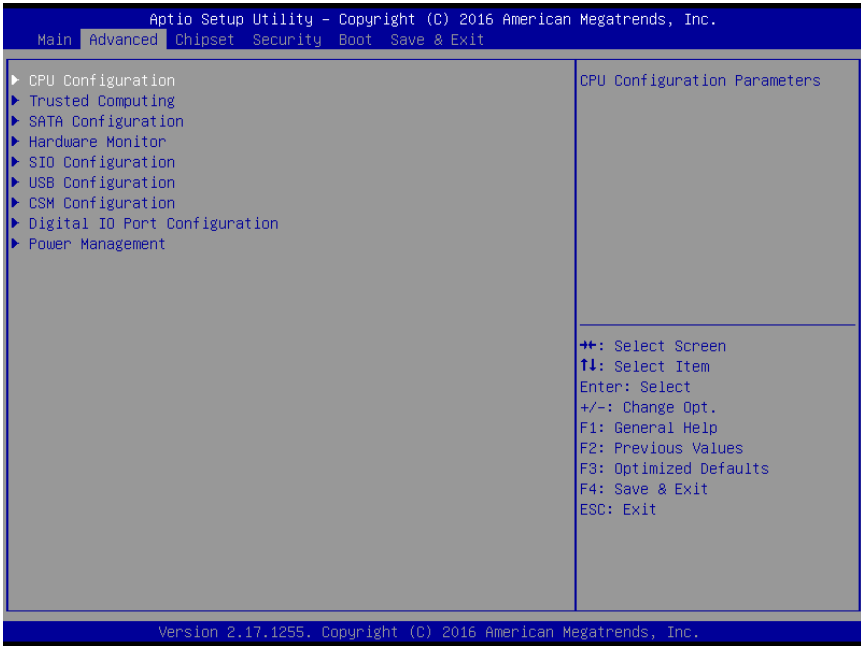 Aptio Setup Utility – Copyright (C) 2016 American Megatrends, Inc.
Main Advanced Chipset Security Boot Save & Exit
CPU Configuration
Trusted Computing
SATA Configuration
Hardware Monitor
SIO Configuration
USB Configuration
CSM Configuration
Digital IO Port Configuration
Power Management
CPU Configuration Parameters
→←: Select Screen
↑↓: Select Item
Enter: Select
+/-: Change Opt.
F1: General Help
F2: Previous Values
F3: Optimized Defaults
F4: Save & Exit
ESC: Exit
Version 2.17.1255. Copyright (C) 2016 American Megatrends, Inc.